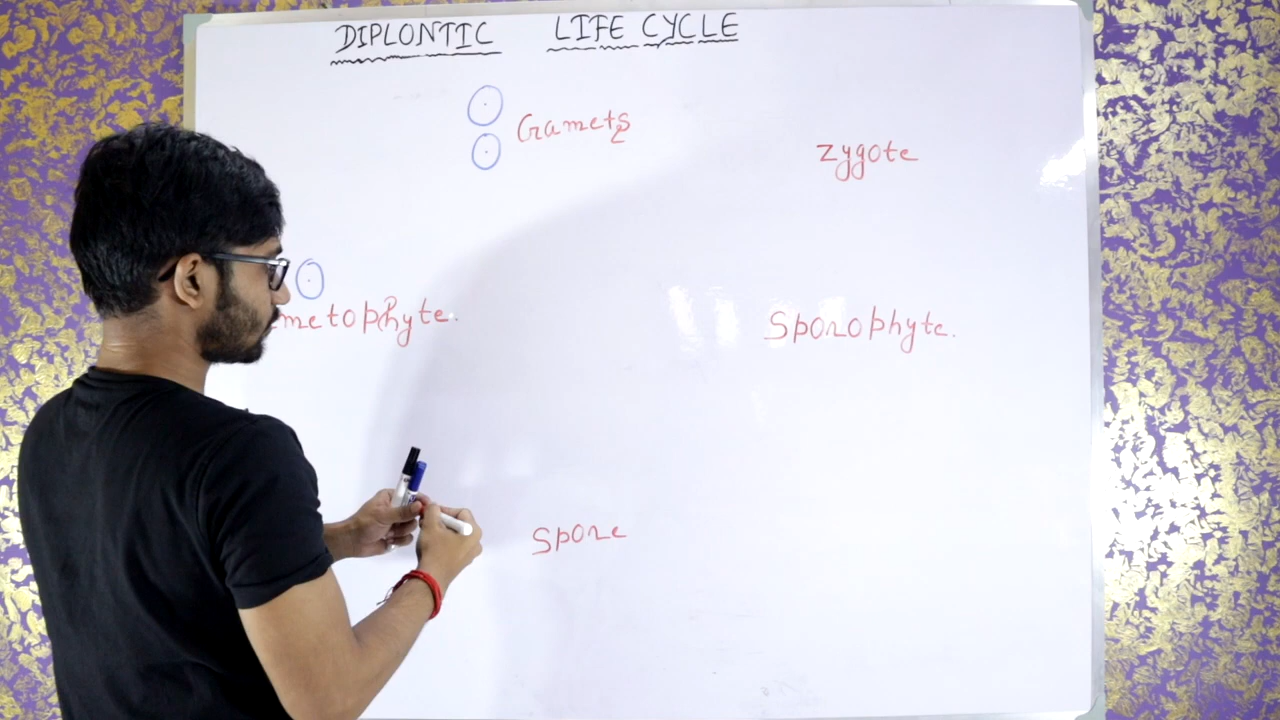 DIPLONTIC LIFE CYCLE
Gamets
zygote
metophyte.
Sporophyte.
Spore